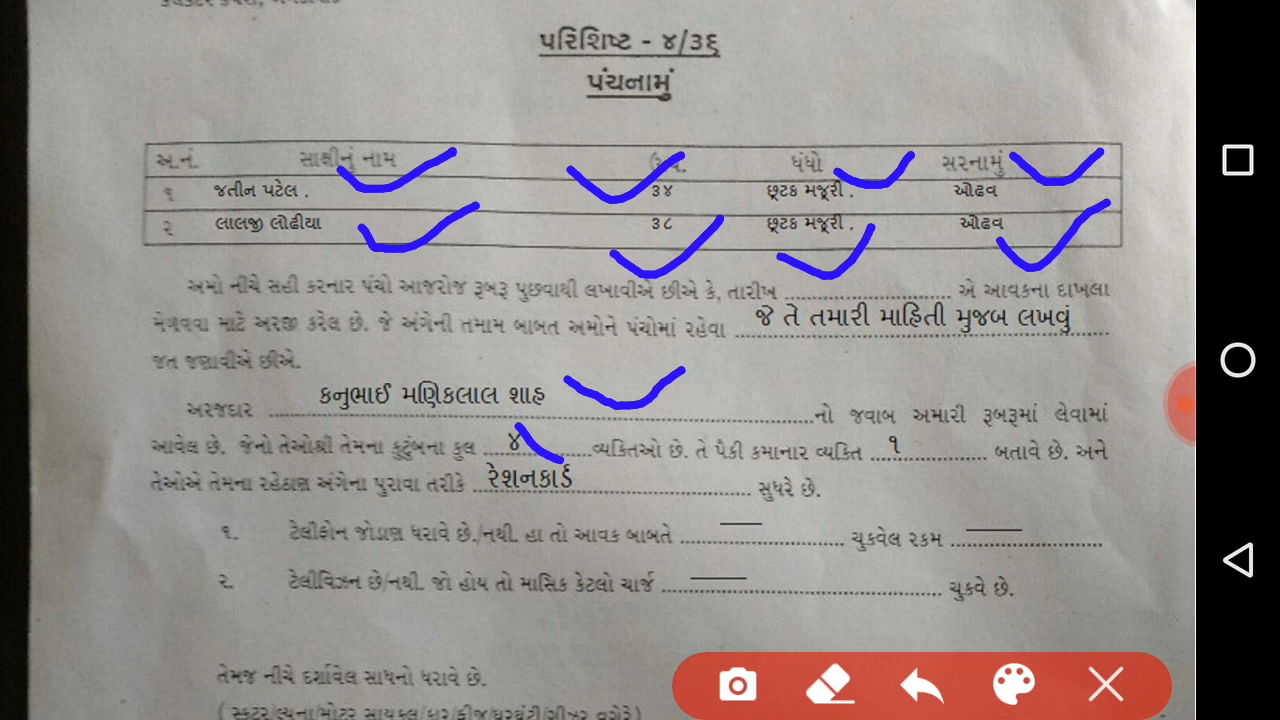 પરિશિષ્ટ - ૪/૩૬
પંચનામું
અ.નં. સાક્ષીનું નામ ધંધો સરનામું
૧ જતીન પટેલ . ૩૪ છૂટક મજૂરી . ઓઢવ
૨ લાલજી લોઢીયા ૩૮ છૂટક મજૂરી . ઓઢવ
અમો નીચે સહી કરનાર પંચો આજરોજ રૂબરૂ પુછવાથી લખાવીએ છીએ કે, તારીખ .............................. એ આવકના દાખલા
મેળવવા માટે અરજી કરેલ છે. જે અંગેની તમામ બાબત અમોને પંચોમાં રહેવા જે તે તમારી માહિતી મુજબ લખવું
જત જણાવીએ છીએ.
અરજદાર કનુભાઈ મણિકલાલ શાહ નો જવાબ અમારી રૂબરૂમાં લેવામાં
આવેલ છે. જેનો તેઓશ્રી તેમના કુટુંબના કુલ ૪ વ્યકિતઓ છે. તે પૈકી કમાનાર વ્યકિત ૧ બતાવે છે. અને
તેઓએ તેમના રહેઠાણ અંગેના પુરાવા તરીકે રેશનકાર્ડ સુધરે છે.
૧. ટેલીફોન જોડાણ ધરાવે છે./નથી. હા તો આવક બાબતે .............................. ચુકવેલ રકમ ..............................
૨. ટેલીવિઝન છે/નથી. જો હોય તો માસિક કેટલો ચાર્જ .............................. ચુકવે છે.
તેમજ નીચે દર્શાવેલ સાધનો ધરાવે છે.